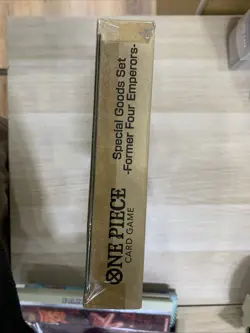 Special Goods Set
-Former Four Emperors-
ONE PIECE
CARD GAME